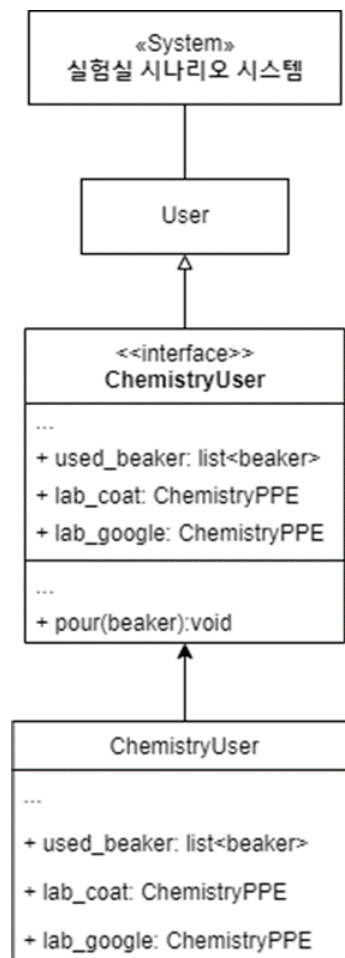 «System»
실험실 시나리오 시스템
User
<<interface>>
ChemistryUser
...
+ used_beaker: list<beaker>
+ lab_coat: ChemistryPPE
+ lab_google: ChemistryPPE
...
+ pour(beaker):void
ChemistryUser
...
+ used_beaker: list<beaker>
+ lab_coat: ChemistryPPE
+ lab_google: ChemistryPPE